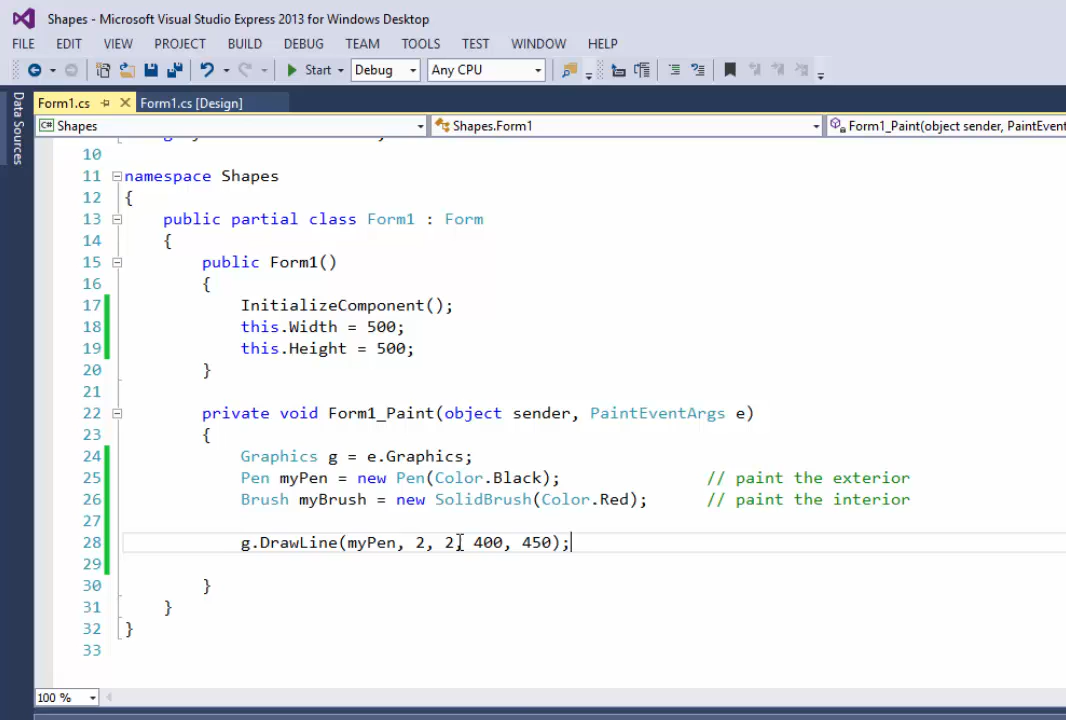 Shapes - Microsoft Visual Studio Express 2013 for Windows Desktop
FILE EDIT VIEW PROJECT BUILD DEBUG TEAM TOOLS TEST WINDOW HELP
Start Debug Any CPU
Data Sources
Form1.cs Form1.cs [Design]
C# Shapes Shapes.Form1 Form1_Paint(object sender, PaintEvent
10
11 namespace Shapes
12 {
13 public partial class Form1 : Form
14 {
15 public Form1()
16 {
17 InitializeComponent();
18 this.Width = 500;
19 this.Height = 500;
20 }
21
22 private void Form1_Paint(object sender, PaintEventArgs e)
23 {
24 Graphics g = e.Graphics;
25 Pen myPen = new Pen(Color.Black); // paint the exterior
26 Brush myBrush = new SolidBrush(Color.Red); // paint the interior
27
28 g.DrawLine(myPen, 2, 2, 400, 450);
29
30 }
31 }
32 }
33
100 %